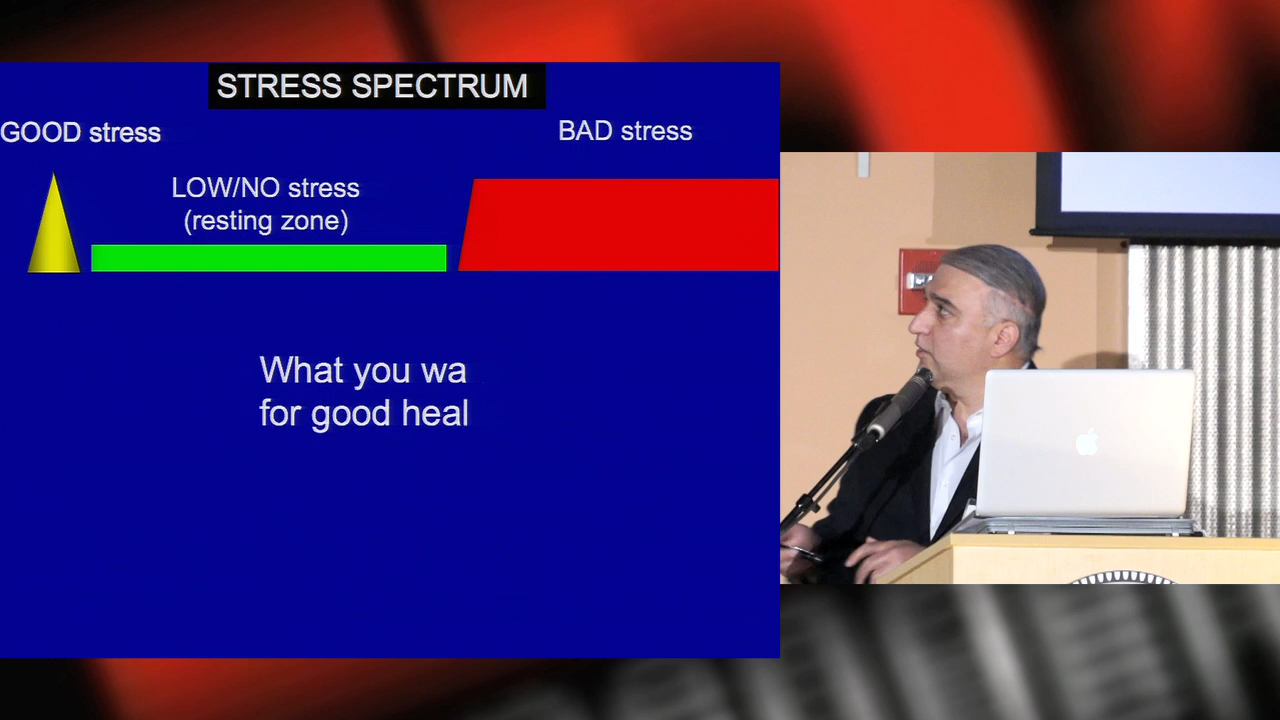 STRESS SPECTRUM
GOOD stress
BAD stress
LOW/NO stress
(resting zone)
What you wa
for good heal